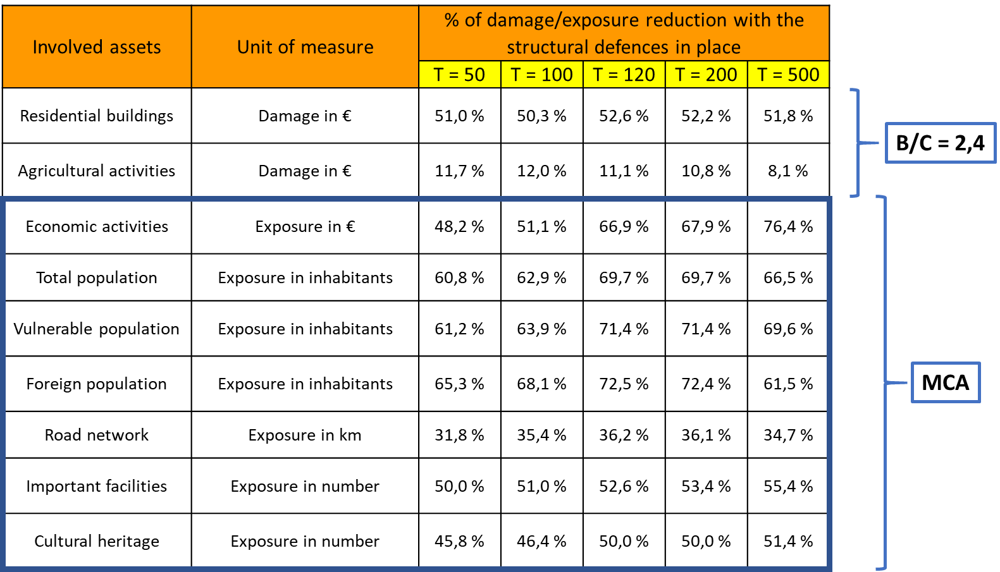 Involved assets
Unit of measure
% of damage/exposure reduction with the
structural defences in place
T = 50 T = 100 T = 120 T = 200 T = 500
Residential buildings Damage in € 51,0 % 50,3 % 52,6 % 52,2 % 51,8 %
B/C = 2,4
Agricultural activities Damage in € 11,7 % 12,0 % 11,1 % 10,8 % 8,1 %
Economic activities Exposure in € 48,2 % 51,1 % 66,9 % 67,9 % 76,4 %
Total population Exposure in inhabitants 60,8 % 62,9 % 69,7 % 69,7 % 66,5 %
Vulnerable population Exposure in inhabitants 61,2 % 63,9 % 71,4 % 71,4 % 69,6 %
Foreign population Exposure in inhabitants 65,3 % 68,1 % 72,5 % 72,4 % 61,5 %
MCA
Road network Exposure in km 31,8 % 35,4 % 36,2 % 36,1 % 34,7 %
Important facilities Exposure in number 50,0 % 51,0 % 52,6 % 53,4 % 55,4 %
Cultural heritage Exposure in number 45,8 % 46,4 % 50,0 % 50,0 % 51,4 %